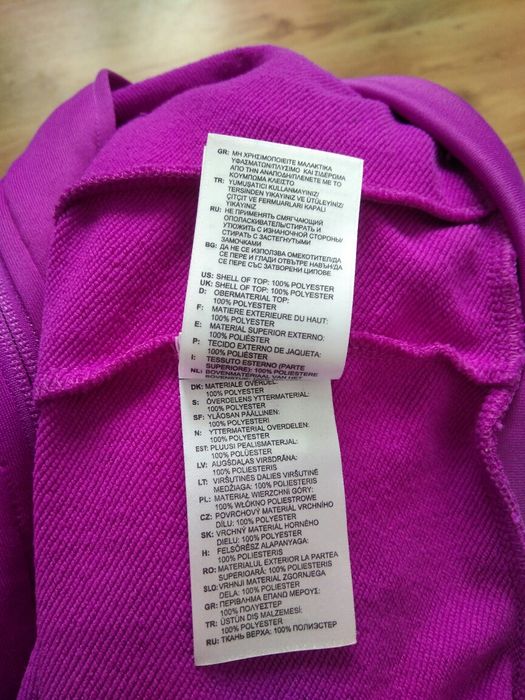 GR: ΜΗ ΧΡΗΣΙΜΟΠΟΙΕΙΤΕ ΜΑΛΑΚΤΙΚΑ
ΥΦΑΣΜΑΤΩΝ/ΠΛΥΣΙΜΟ ΚΑΙ ΣΙΔΕΡΩΜΑ
ΑΠΟ ΤΗΝ ΑΝΑΠΟΔΗ/ΠΛΕΝΕΤΕ ΜΕ ΤΟ
ΚΟΥΜΠΩΜΑ ΚΛΕΙΣΤΟ
TR: YUMUŞATICI KULLANMAYINIZ/
TERSİNDEN YIKAYINIZ VE ÜTÜLEYİNİZ/
ÇITÇIT VE FERMUARLARI KAPALI
YIKAYINIZ
RU: НЕ ПРИМЕНЯТЬ СМЯГЧАЮЩИЙ
ОПОЛАСКИВАТЕЛЬ/СТИРАТЬ И
УТЮЖИТЬ С ИЗНАНОЧНОЙ СТОРОНЫ/
СТИРАТЬ С ЗАСТЕГНУТЫМИ
ЗАМОЧКАМИ
BG: ДА НЕ СЕ ИЗПОЛЗВА ОМЕКОТИТЕЛ/ДА
СЕ ПЕРЕ И ГЛАДИ ОТВЪТРЕ НАВЪН/ДА
СЕ ПЕРЕ СЪС ЗАТВОРЕНИ ЦИПОВЕ
US: SHELL OF TOP: 100% POLYESTER
UK: SHELL OF TOP: 100% POLYESTER
D: OBERMATERIAL TOP:
100% POLYESTER
F: MATIERE EXTERIEURE DU HAUT:
100% POLYESTER
E: MATERIAL SUPERIOR EXTERNO:
100% POLIÉSTER
P: TECIDO EXTERNO DE JAQUETA:
100% POLIÉSTER
I: TESSUTO ESTERNO (PARTE
SUPERIORE): 100% POLIESTERE
NL: BOVENMATERIAAL VAN HET
DK: MATERIALE OVERDEL:
100% POLYESTER
S: ÖVERDELENS YTTERMATERIAL:
100% POLYESTER
SF: YLÄOSAN PÄÄLLINEN:
100% POLYESTERI
N: YTTERMATERIAL OVERDELEN:
100% POLYESTER
EST: PLUUSI PEALISMATERJAL:
100% POLÜESTER
LV: AUGŠDAĻAS VIRSDRĀNA:
100% POLIESTERIS
LT: VIRŠUTINĖS DALIES VIRŠUTINĖ
MEDŽIAGA: 100% POLIESTERIS
PL: MATERIAŁ WIERZCHNI GÓRY:
100% WŁÓKNO POLIESTROWE
CZ: POVRCHOVÝ MATERIÁL VRCHNÍHO
DÍLU: 100% POLYESTER
SK: VRCHNÝ MATERIÁL HORNÉHO
DIELU: 100% POLYESTER
H: FELSŐRÉSZ ALAPANYAGA:
100% POLIESTERIS
RO: MATERIALUL EXTERIOR LA PARTEA
SUPERIOARĂ: 100% POLIESTER
SLO: VRHNJI MATERIAL ZGORNJEGA
DELA: 100% POLIESTER
GR: ΠΕΡΙΒΛΗΜΑ ΕΠΑΝΩ ΜΕΡΟΥΣ:
100% ΠΟΛΥΕΣΤΕΡ
TR: ÜSTÜN DIŞ MALZEMESİ:
100% POLYESTER
RU: ТКАНЬ ВЕРХА: 100% ПОЛИЭСТЕР